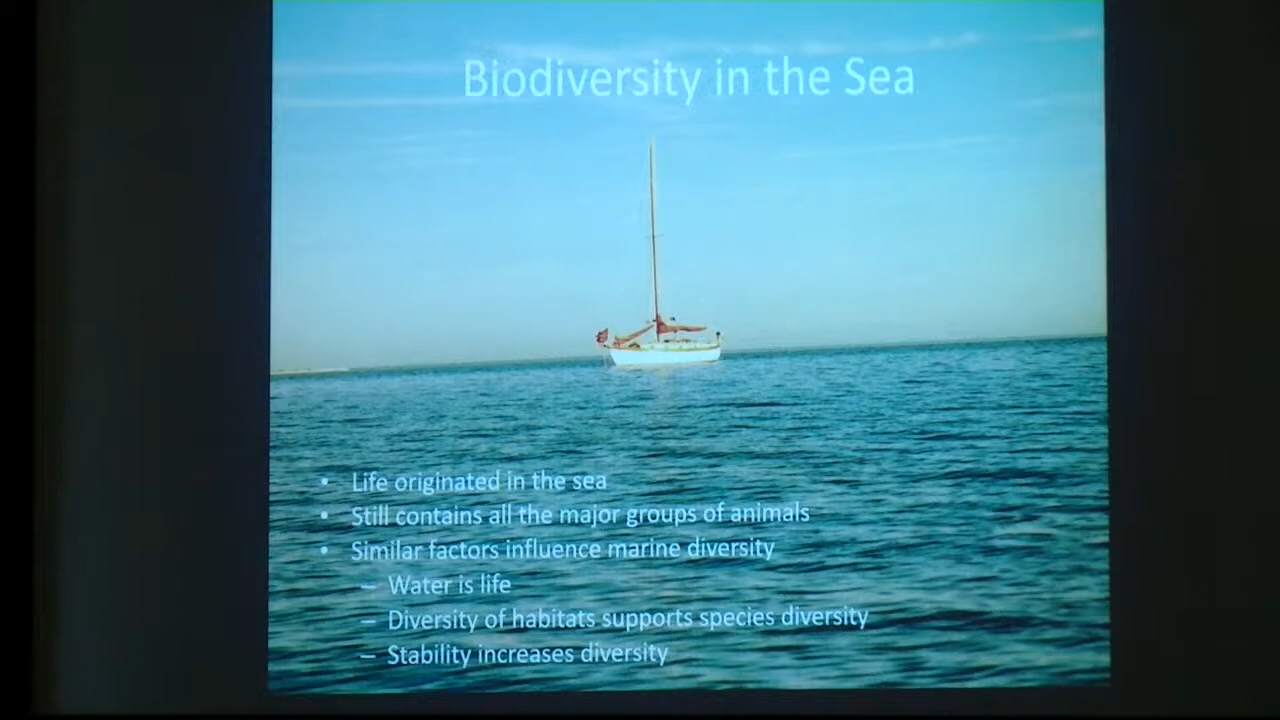 Biodiversity in the Sea
• Life originated in the sea
• Still contains all the major groups of animals
• Similar factors influence marine diversity
– Water is life
– Diversity of habitats supports species diversity
– Stability increases diversity